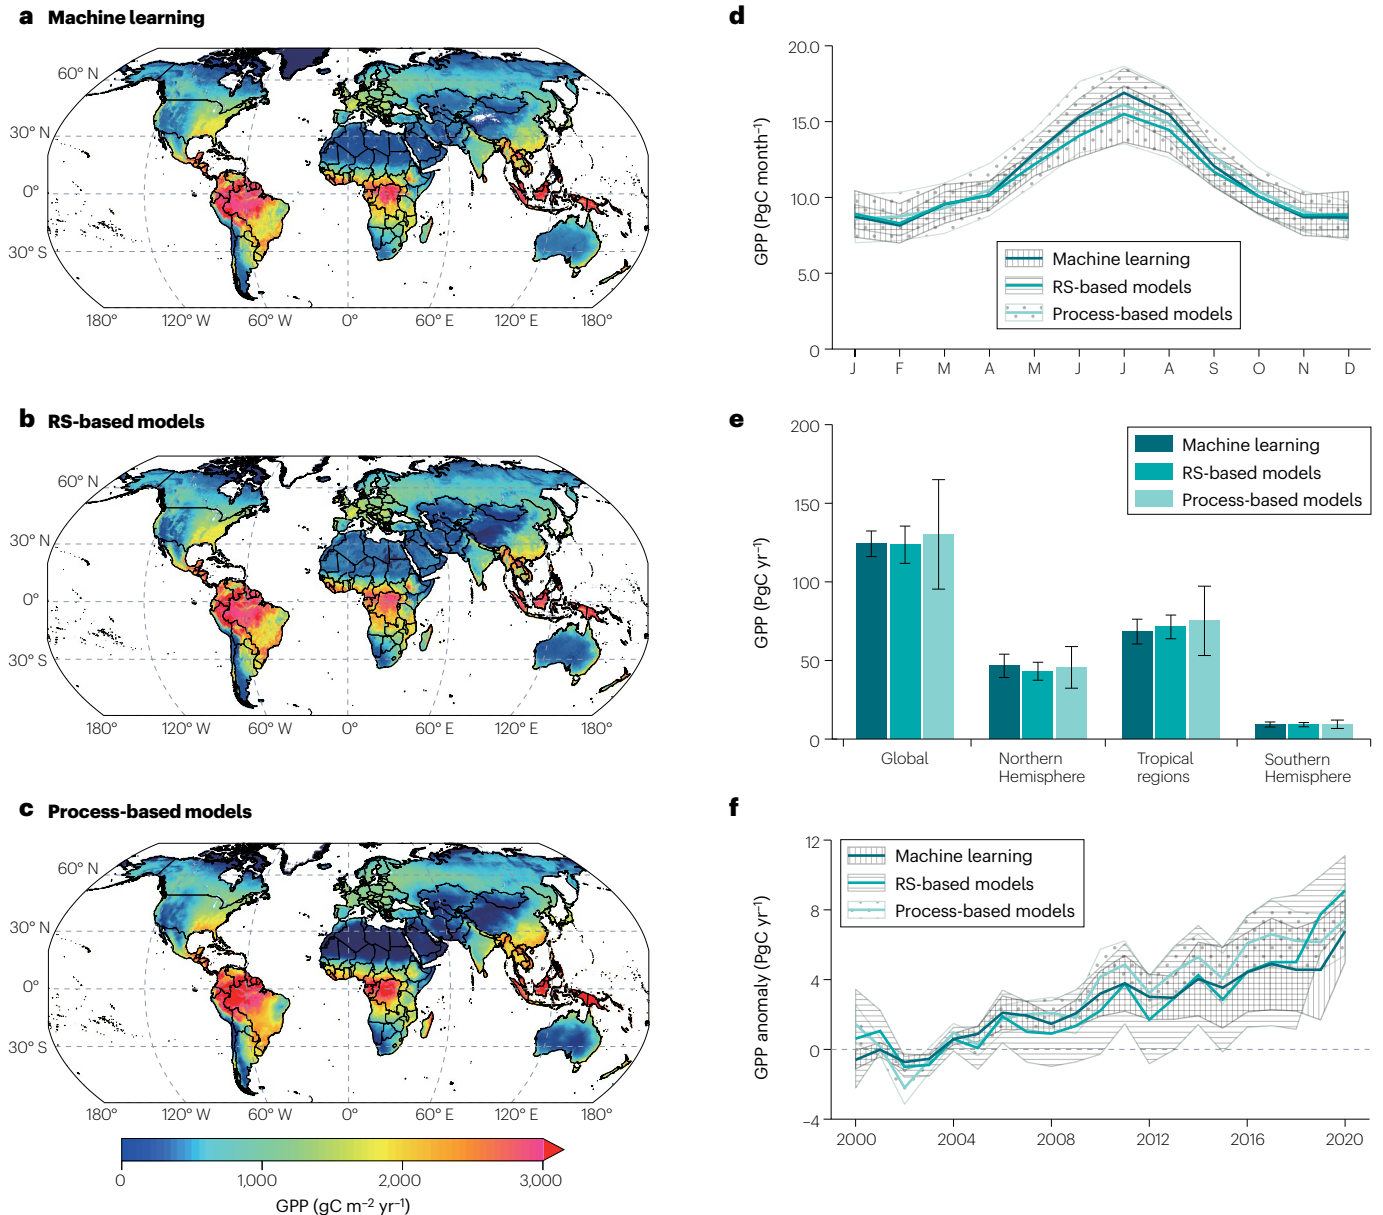 a Machine learning
60° N
30° N
0°
30° S
180° 120° W 60° W 0° 60° E 120° E 180°
b RS-based models
60° N
30° N
0°
30° S
180° 120° W 60° W 0° 60° E 120° E 180°
c Process-based models
60° N
30° N
0°
30° S
180° 120° W 60° W 0° 60° E 120° E 180°
0 1,000 2,000 3,000
GPP (gC m⁻² yr⁻¹)
d
20.0
15.0
10.0
5.0
0
GPP (PgC month⁻¹)
Machine learning
RS-based models
Process-based models
J F M A M J J A S O N D
e
200
150
100
50
0
GPP (PgC yr⁻¹)
Machine learning
RS-based models
Process-based models
Global Northern Tropical Southern
Hemisphere regions Hemisphere
f
12
8
4
0
−4
GPP anomaly (PgC yr⁻¹)
Machine learning
RS-based models
Process-based models
2000 2004 2008 2012 2016 2020